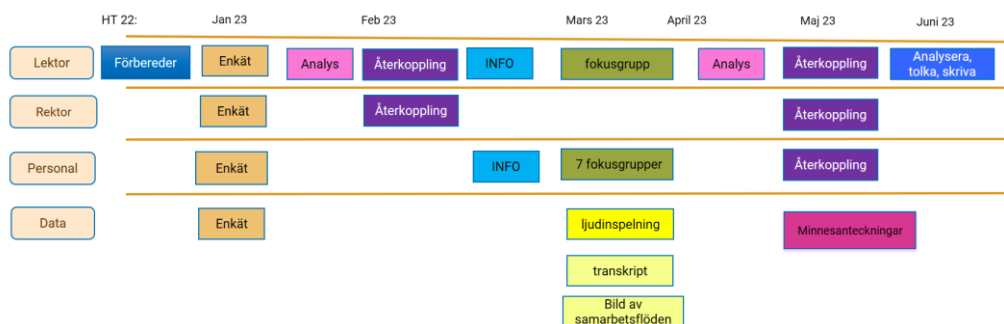 HT 22:
Jan 23
Feb 23
Mars 23
April 23
Maj 23
Juni 23
Lektor
Förbereder
Enkät
Analys
Återkoppling
INFO
fokusgrupp
Analys
Återkoppling
Analysera,
tolka, skriva
Rektor
Enkät
Återkoppling
Återkoppling
Personal
Enkät
INFO
7 fokusgrupper
Återkoppling
Data
Enkät
ljudinspelning
Minnesanteckningar
transkript
Bild av
samarbetsflöden